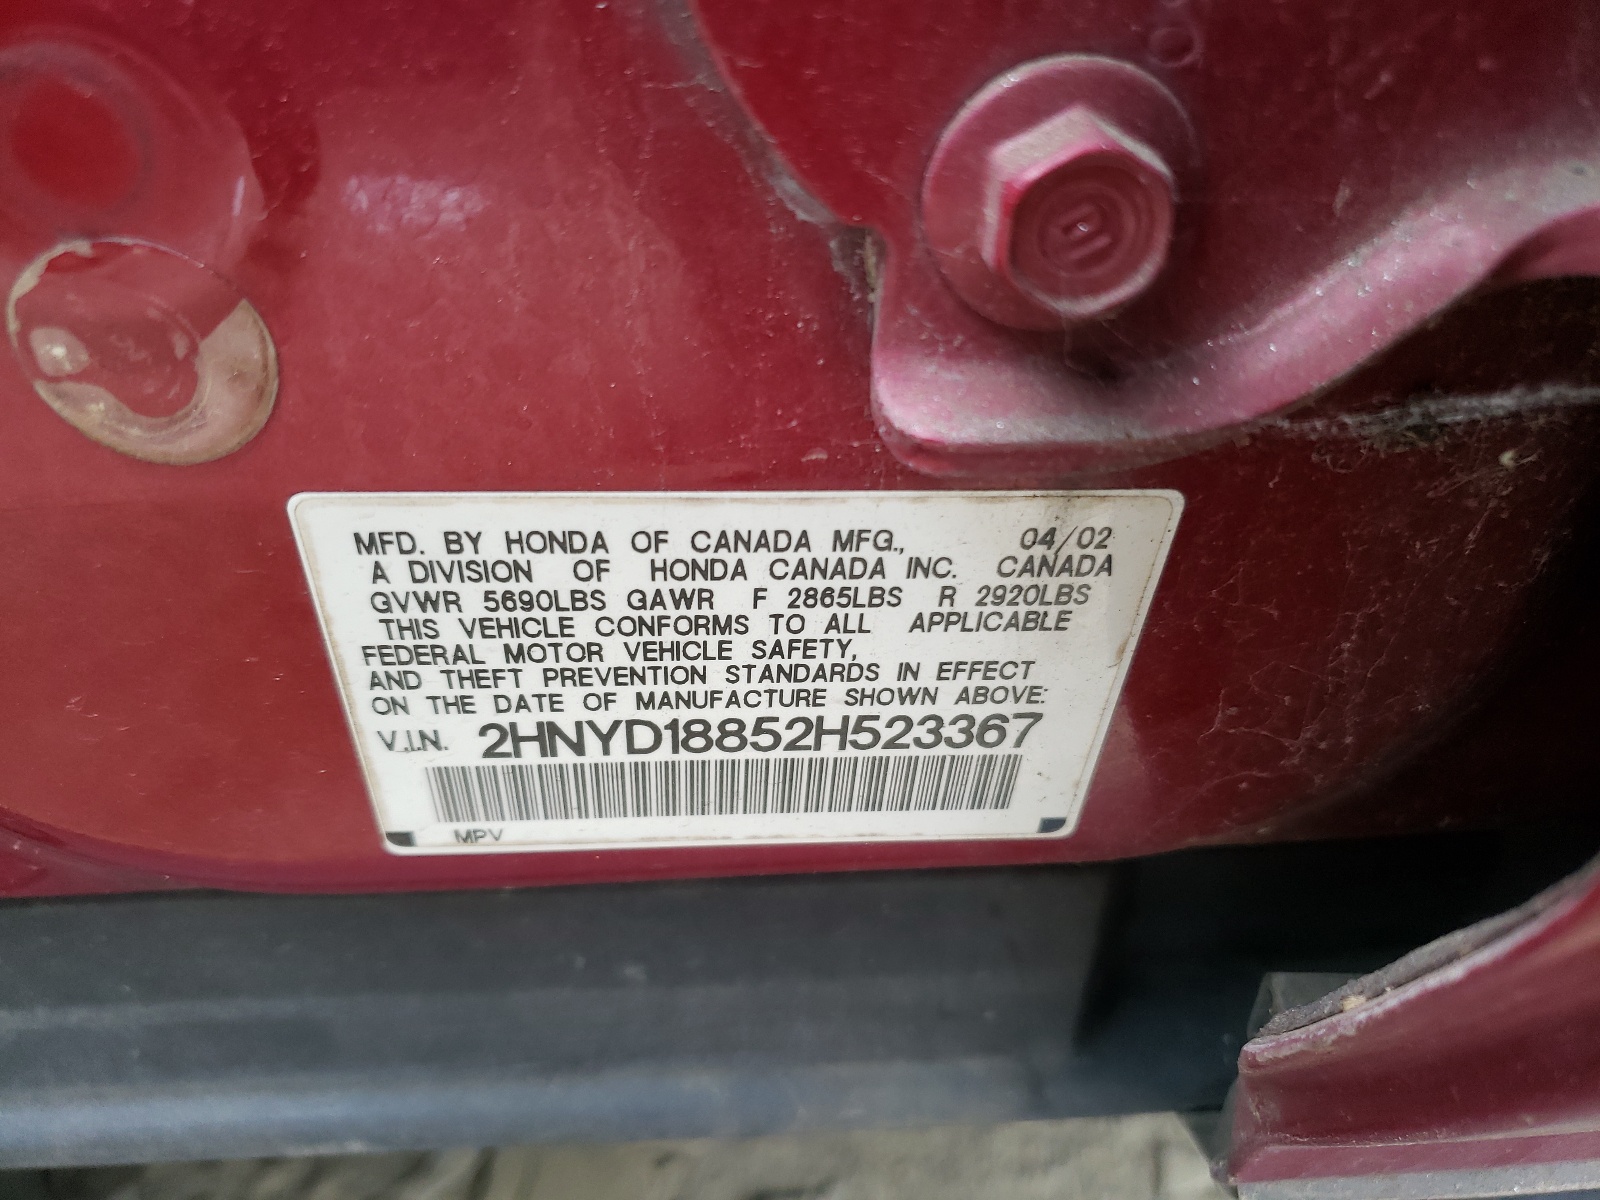 MFD. BY HONDA OF CANADA MFG., 04/02
A DIVISION OF HONDA CANADA INC. CANADA
GVWR 5690LBS GAWR F 2865LBS R 2920LBS
THIS VEHICLE CONFORMS TO ALL APPLICABLE
FEDERAL MOTOR VEHICLE SAFETY,
AND THEFT PREVENTION STANDARDS IN EFFECT
ON THE DATE OF MANUFACTURE SHOWN ABOVE:
V.I.N. 2HNYD18852H523367
MPV